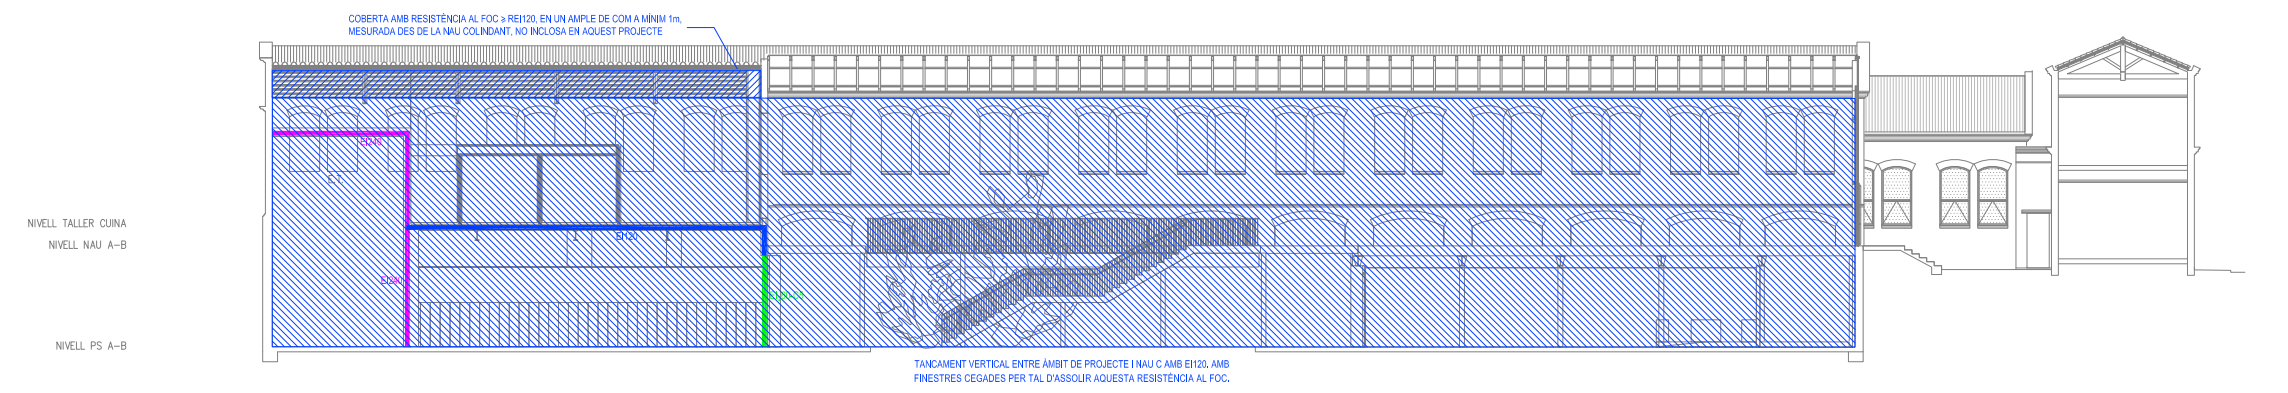 COBERTA AMB RESISTÈNCIA AL FOC ≥ REI120, EN UN AMPLE DE COM A MÍNIM 1m,
MESURADA DES DE LA NAU COLINDANT, NO INCLOSA EN AQUEST PROJECTE
EI240
NIVELL TALLER CUINA
NIVELL NAU A-B
EI120
EI240
NIVELL PS A-B
TANCAMENT VERTICAL ENTRE ÀMBIT DE PROJECTE I NAU C AMB EI120. AMB
FINESTRES CEGADES PER TAL D'ASSOLIR AQUESTA RESISTÈNCIA AL FOC.